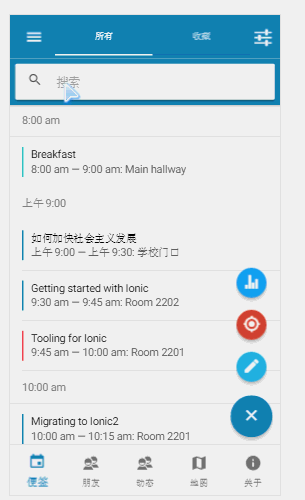 所有 收藏
搜索
8:00 am
Breakfast
8:00 am — 9:00 am: Main hallway
上午 9:00
如何加快社会主义发展
上午 9:00 — 上午 9:30: 学校门口
Getting started with Ionic
9:30 am — 9:45 am: Room 2202
Tooling for Ionic
9:45 am — 10:00 am: Room 2201
10:00 am
Migrating to Ionic2
10:00 am — 10:15 am: Room 2201
便签 朋友 动态 地图 关于